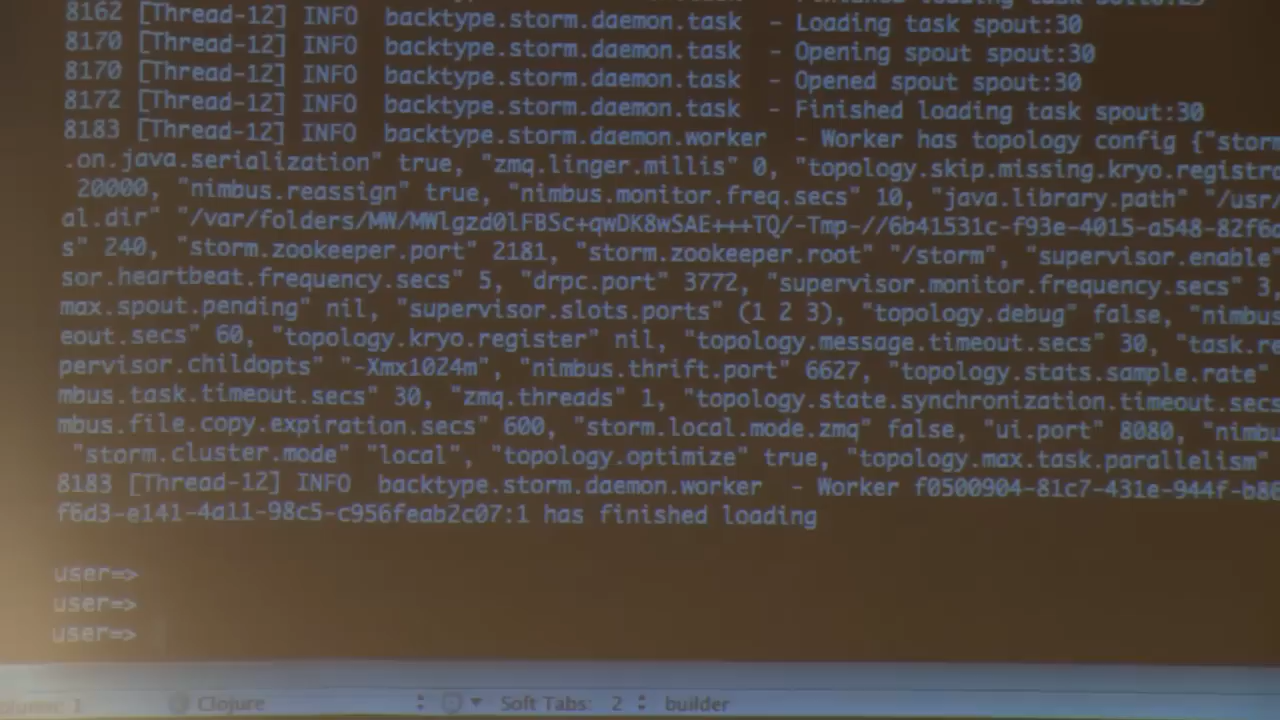 8162 [Thread-12] INFO  backtype.storm.daemon.task  - Loading task spout:30
8170 [Thread-12] INFO  backtype.storm.daemon.task  - Opening spout spout:30
8170 [Thread-12] INFO  backtype.storm.daemon.task  - Opened spout spout:30
8172 [Thread-12] INFO  backtype.storm.daemon.task  - Finished loading task spout:30
8183 [Thread-12] INFO  backtype.storm.daemon.worker  - Worker has topology config {"storm
.on.java.serialization" true, "zmq.linger.millis" 0, "topology.skip.missing.kryo.registra
20000, "nimbus.reassign" true, "nimbus.monitor.freq.secs" 10, "java.library.path" "/usr/
al.dir" "/var/folders/MW/MWlgzd0lFBSc+qwDK8wSAE+++TQ/-Tmp-//6b41531c-f93e-4015-a548-82f6d
s" 240, "storm.zookeeper.port" 2181, "storm.zookeeper.root" "/storm", "supervisor.enable"
sor.heartbeat.frequency.secs" 5, "drpc.port" 3772, "supervisor.monitor.frequency.secs" 3,
max.spout.pending" nil, "supervisor.slots.ports" (1 2 3), "topology.debug" false, "nimbus
eout.secs" 60, "topology.kryo.register" nil, "topology.message.timeout.secs" 30, "task.re
pervisor.childopts" "-Xmx1024m", "nimbus.thrift.port" 6627, "topology.stats.sample.rate"
mbus.task.timeout.secs" 30, "zmq.threads" 1, "topology.state.synchronization.timeout.secs
mbus.file.copy.expiration.secs" 600, "storm.local.mode.zmq" false, "ui.port" 8080, "nimbu
"storm.cluster.mode" "local", "topology.optimize" true, "topology.max.task.parallelism"
8183 [Thread-12] INFO  backtype.storm.daemon.worker  - Worker f0500904-81c7-431e-944f-b86
f6d3-e141-4a11-98c5-c956feab2c07:1 has finished loading
user=>
user=>
user=>
Clojure Soft Tabs: 2 builder